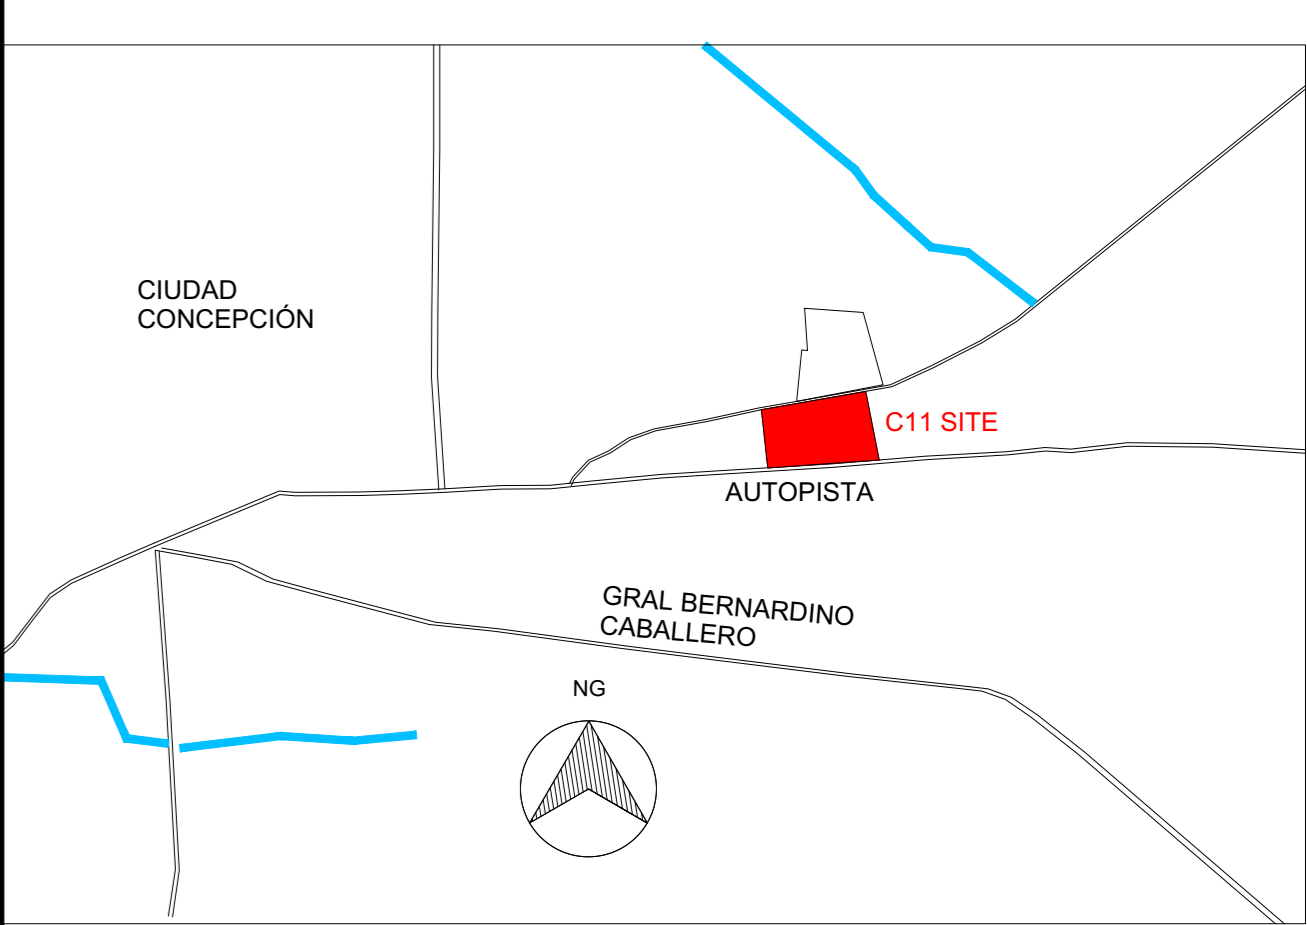 CIUDAD
CONCEPCIÓN
C11 SITE
AUTOPISTA
GRAL BERNARDINO
CABALLERO
NG